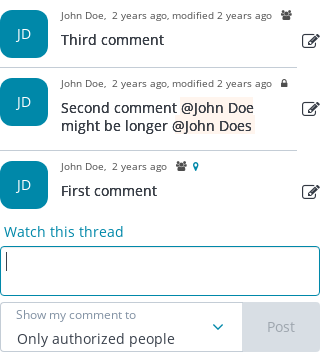 JD
John Doe, 2 years ago, modified 2 years ago
Third comment
JD
John Doe, 2 years ago, modified 2 years ago
Second comment @John Doe
might be longer @John Does
JD
John Doe, 2 years ago
First comment
Watch this thread
Show my comment to
Only authorized people
Post